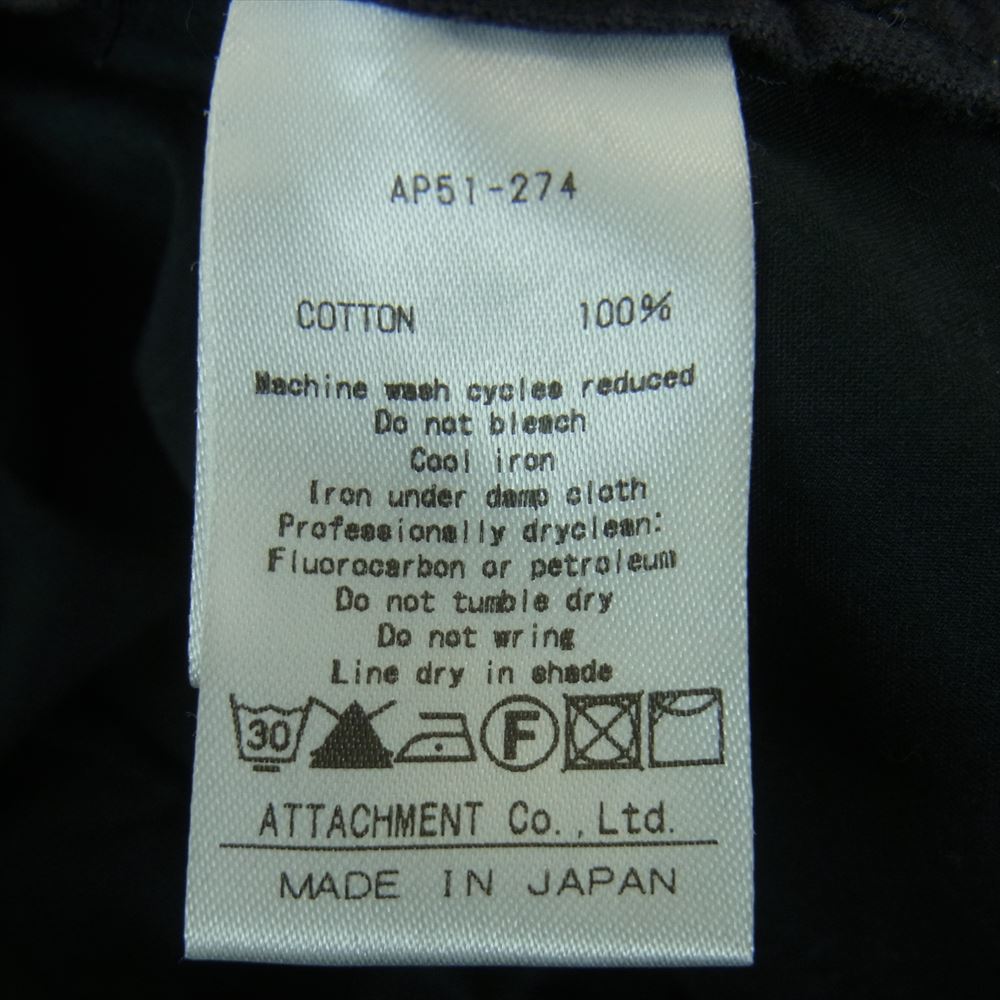 AP51-274
COTTON 100%
Machine wash cycles reduced
Do not bleach
Cool iron
Iron under damp cloth
Professionally dryclean:
Fluorocarbon or petroleum
Do not tumble dry
Do not wring
Line dry in shade
30 F
ATTACHMENT Co.,Ltd.
MADE IN JAPAN